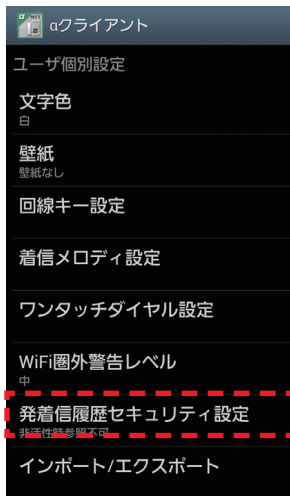 αクライアント
ユーザ個別設定
文字色
白
壁紙
壁紙なし
回線キー設定
着信メロディ設定
ワンタッチダイヤル設定
WiFi圏外警告レベル
中
発着信履歴セキュリティ設定
非活性時参照不可
インポート/エクスポート